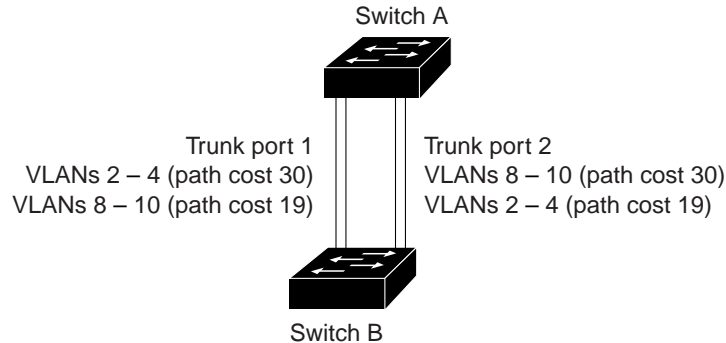 Switch A
Trunk port 1
VLANs 2 – 4 (path cost 30)
VLANs 8 – 10 (path cost 19)
Trunk port 2
VLANs 8 – 10 (path cost 30)
VLANs 2 – 4 (path cost 19)
Switch B